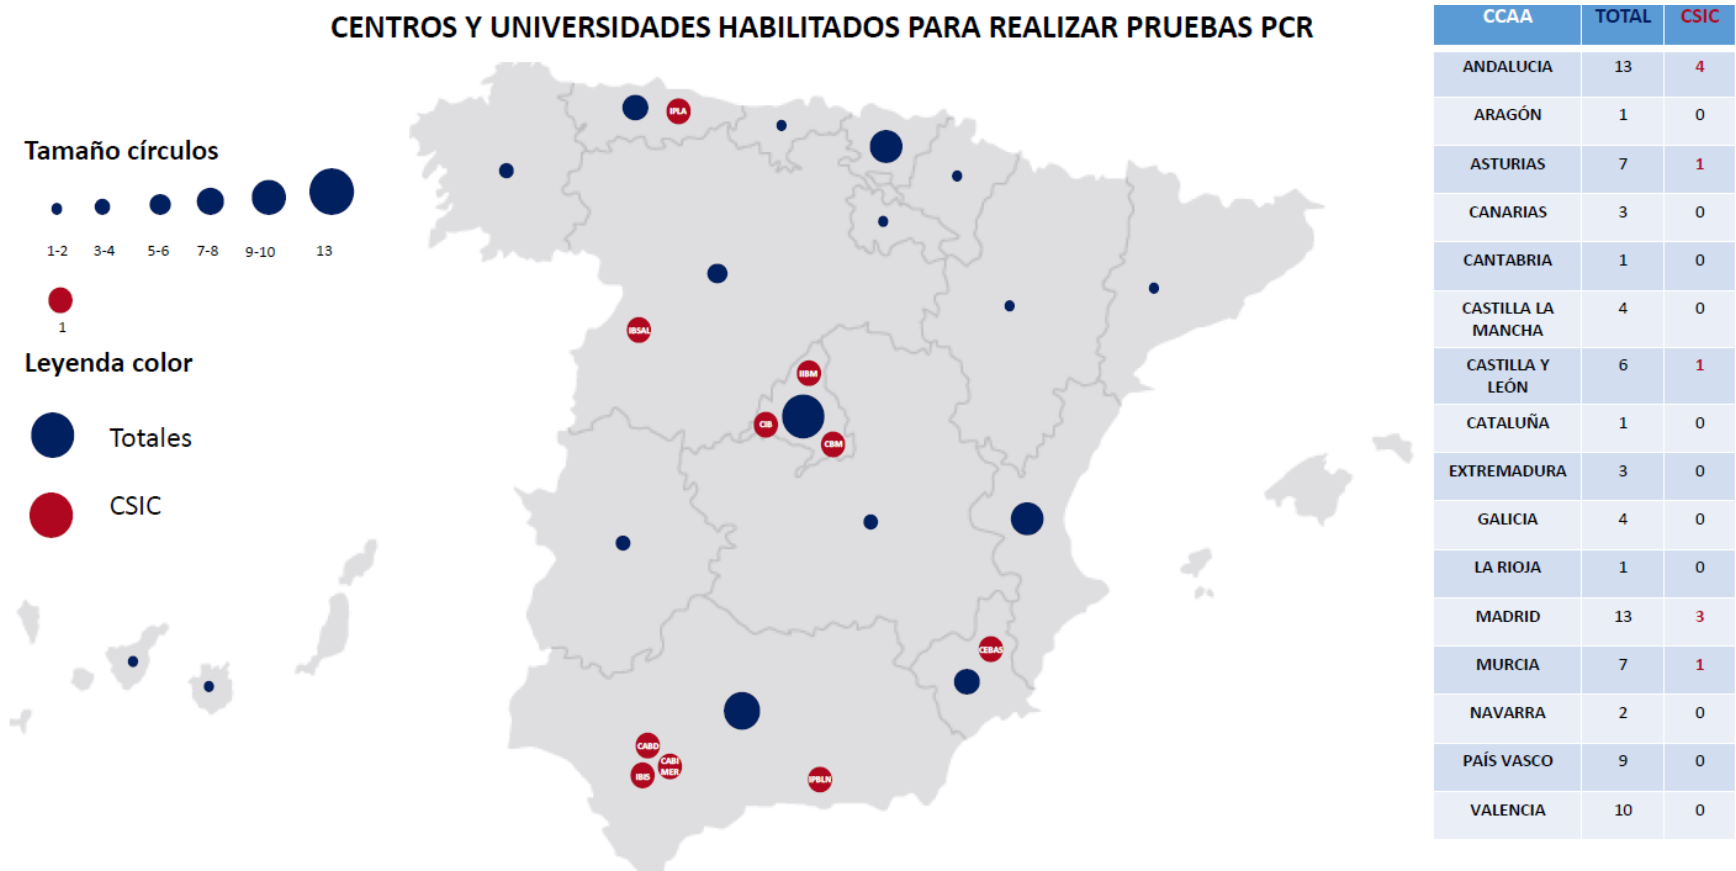 CENTROS Y UNIVERSIDADES HABILITADOS PARA REALIZAR PRUEBAS PCR
Tamaño círculos
1-2 3-4 5-6 7-8 9-10 13
1
Leyenda color
Totales
CSIC
IPLA
IBSAL
IIBM
CIB
CBM
CEBAS
CABD
CABI
MER
IBIS
IPBLN
CCAA TOTAL CSIC
ANDALUCIA 13 4
ARAGÓN 1 0
ASTURIAS 7 1
CANARIAS 3 0
CANTABRIA 1 0
CASTILLA LA
MANCHA 4 0
CASTILLA Y
LEÓN 6 1
CATALUÑA 1 0
EXTREMADURA 3 0
GALICIA 4 0
LA RIOJA 1 0
MADRID 13 3
MURCIA 7 1
NAVARRA 2 0
PAÍS VASCO 9 0
VALENCIA 10 0